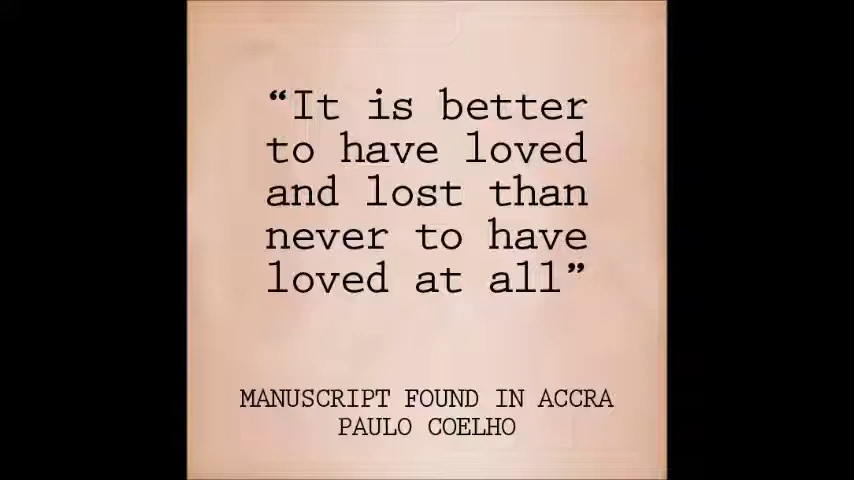 “It is better
to have loved
and lost than
never to have
loved at all”
MANUSCRIPT FOUND IN ACCRA
PAULO COELHO